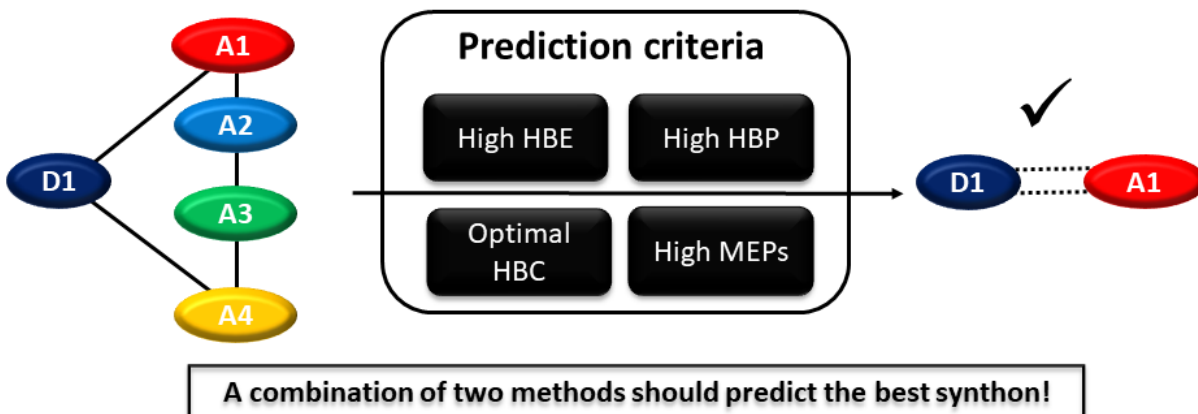 A1
A2
D1
A3
A4
Prediction criteria
High HBE
High HBP
Optimal
HBC
High MEPs
D1
A1
A combination of two methods should predict the best synthon!